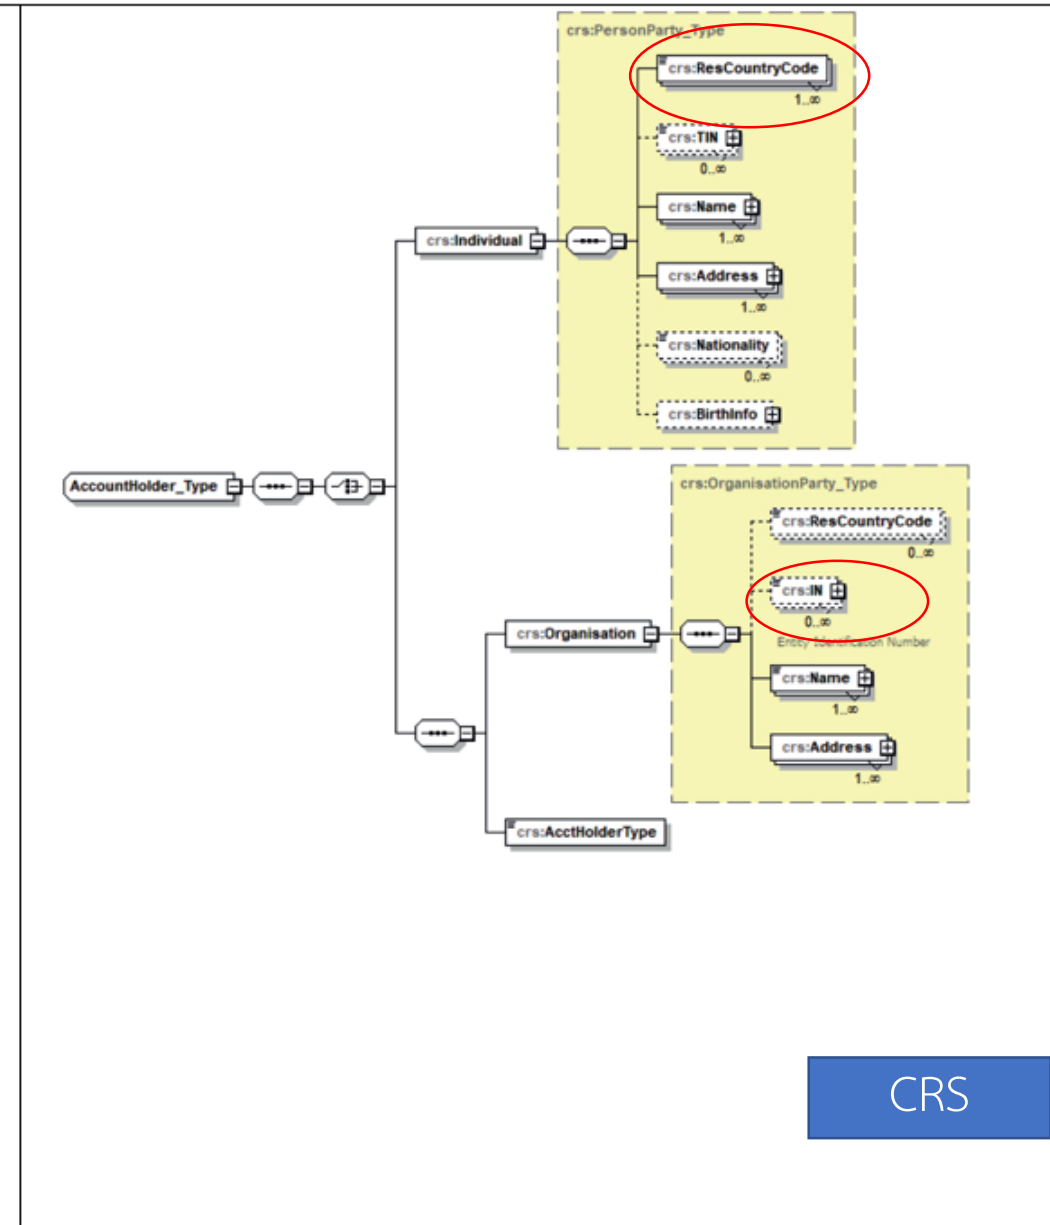 crs:PersonParty_Type
crs:ResCountryCode
1..∞
crs:TIN
0..∞
crs:Name
1..∞
crs:Individual
crs:Address
1..∞
crs:Nationality
0..∞
crs:BirthInfo
AccountHolder_Type
crs:OrganisationParty_Type
crs:ResCountryCode
0..∞
crs:IN
0..∞
Entity Identification Number
crs:Organisation
crs:Name
1..∞
crs:Address
1..∞
crs:AcctHolderType
CRS